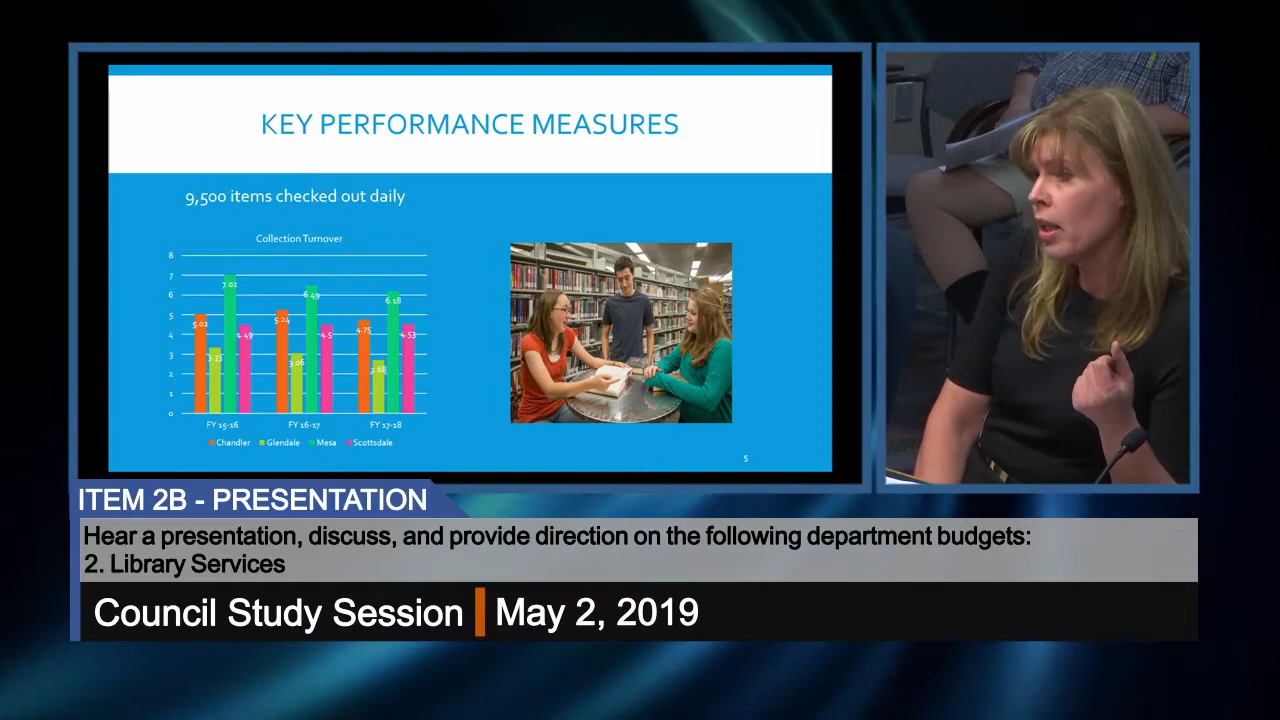 KEY PERFORMANCE MEASURES
9,500 items checked out daily
Collection Turnover
8
7
6
5
4
3
2
1
0
5.02
3.33
7.02
4.49
5.24
3.06
6.49
4.5
4.75
2.68
6.18
4.53
FY 15-16
FY 16-17
FY 17-18
Chandler Glendale Mesa Scottsdale
5
ITEM 2B - PRESENTATION
Hear a presentation, discuss, and provide direction on the following department budgets:
2. Library Services
Council Study Session May 2, 2019